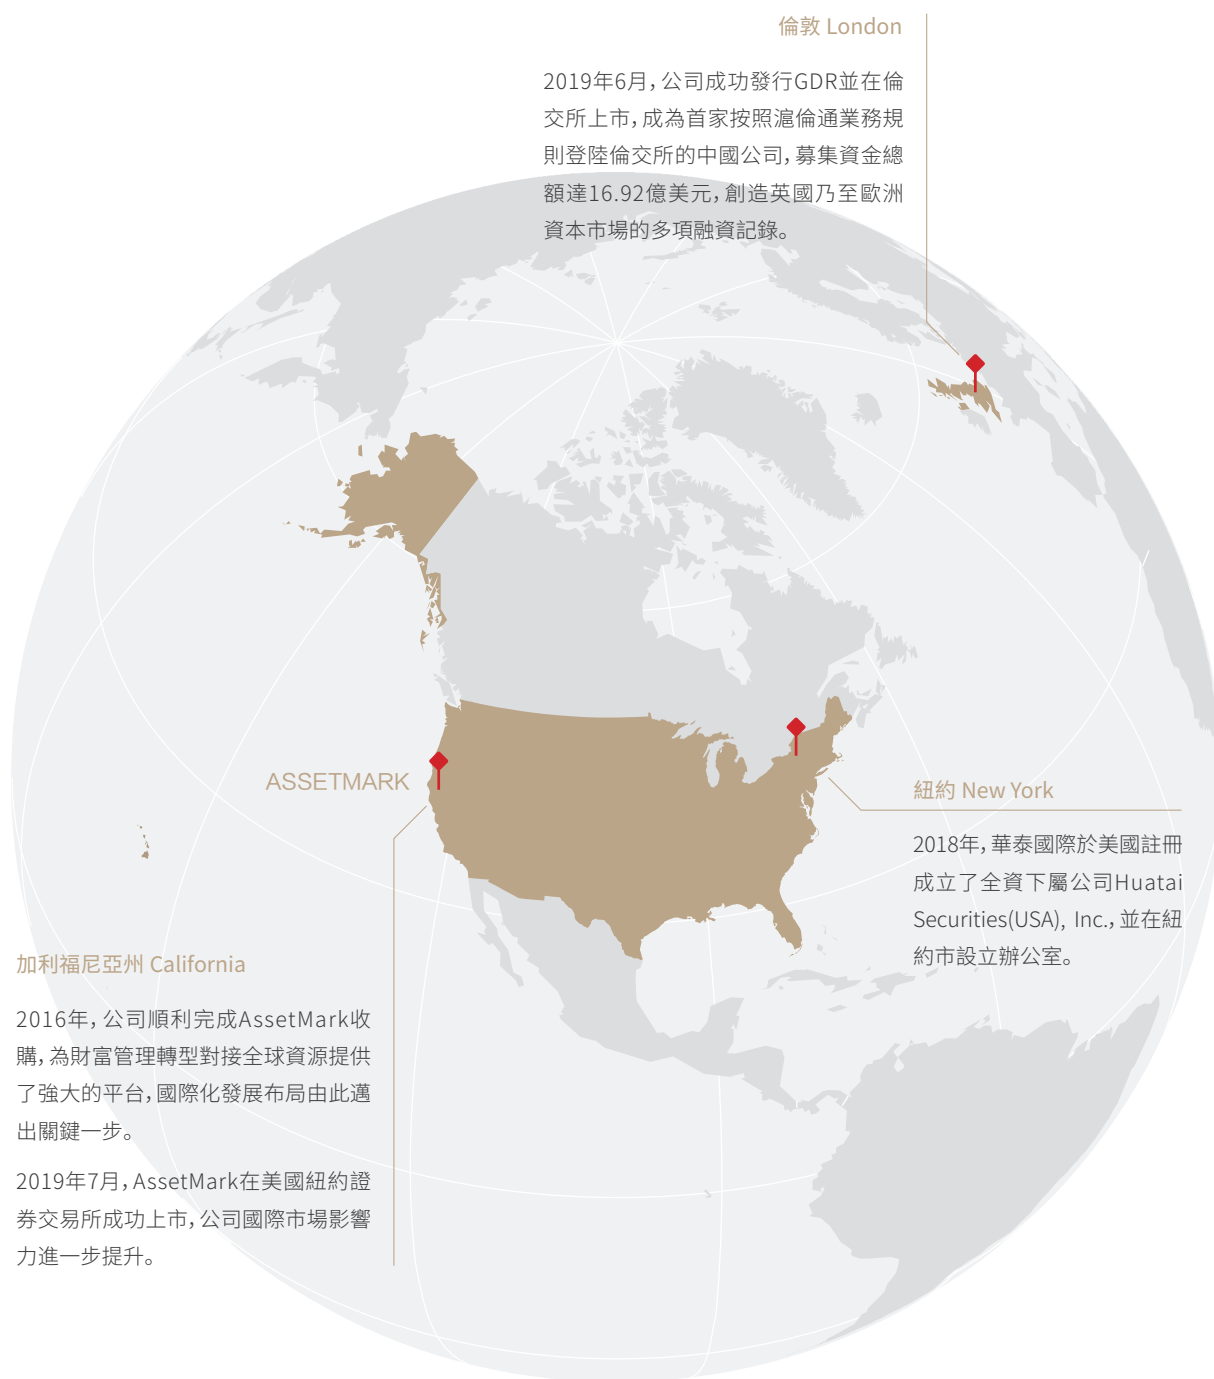 倫敦 London
2019年6月，公司成功發行GDR並在倫
交所上市，成為首家按照滬倫通業務規
則登陸倫交所的中國公司，募集資金總
額達16.92億美元，創造英國乃至歐洲
資本市場的多項融資記錄。
ASSETMARK
紐約 New York
2018年，華泰國際於美國註冊
成立了全資下屬公司Huatai
Securities(USA), Inc.，並在紐
約市設立辦公室。
加利福尼亞州 California
2016年，公司順利完成AssetMark收
購，為財富管理轉型對接全球資源提供
了強大的平台，國際化發展布局由此邁
出關鍵一步。
2019年7月，AssetMark在美國紐約證
券交易所成功上市，公司國際市場影響
力進一步提升。